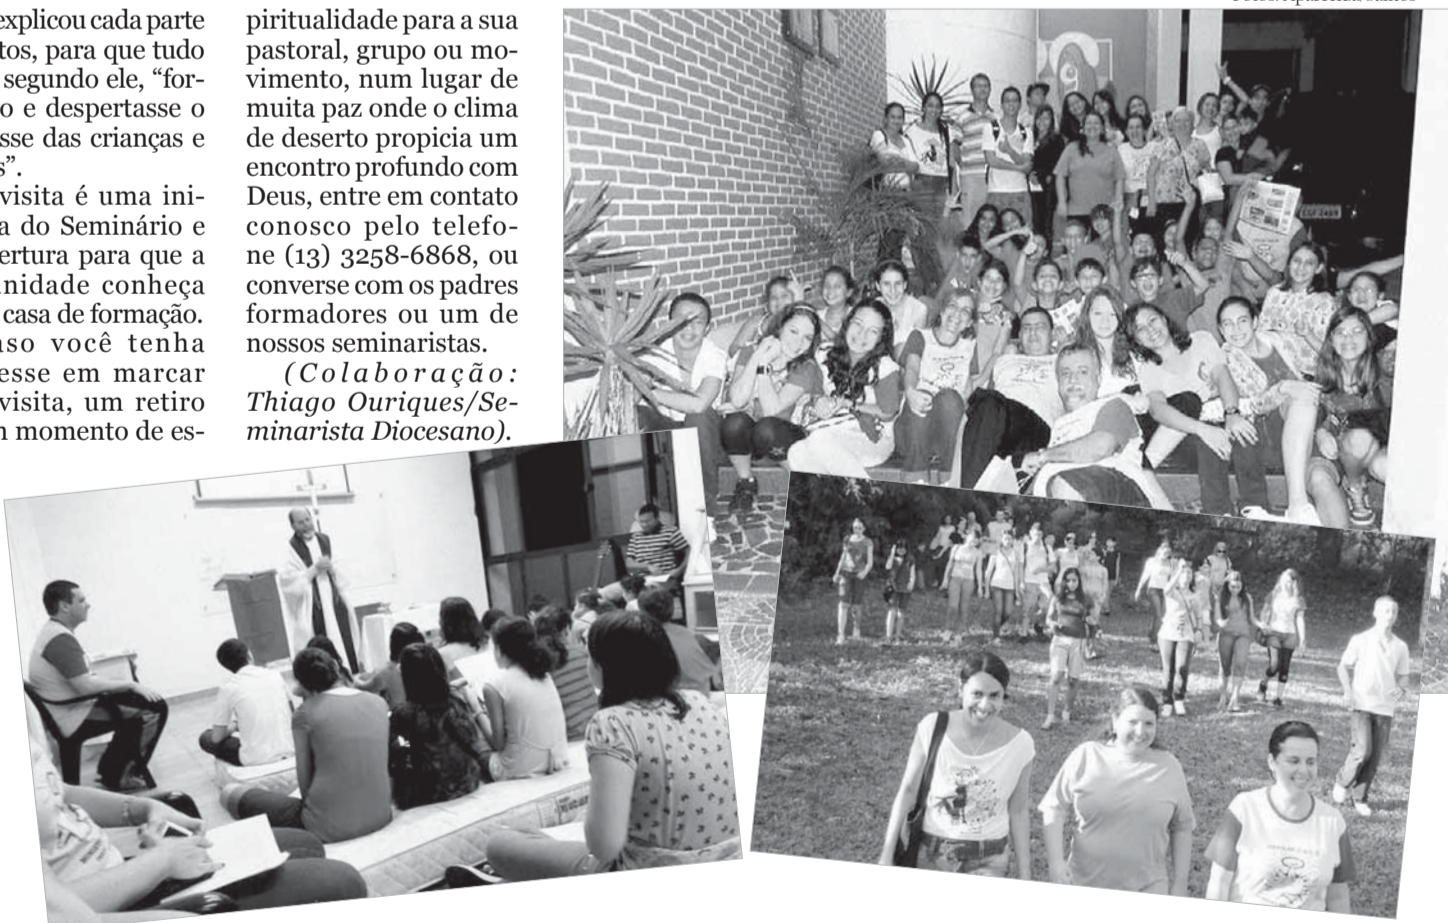 explicou cada parte
tos, para que tudo
segundo ele, “for-
o e despertasse o
sse das crianças e
s”.
visita é uma ini-
a do Seminário e
ertura para que a
nidade conheça
casa de formação.
aso você tenha
esse em marcar
visita, um retiro
m momento de es-
piritualidade para a sua
pastoral, grupo ou mo-
vimento, num lugar de
muita paz onde o clima
de deserto propicia um
encontro profundo com
Deus, entre em contato
conosco pelo telefo-
ne (13) 3258-6868, ou
converse com os padres
formadores ou um de
nossos seminaristas.
(Colaboração:
Thiago Ouriques/Se-
minarista Diocesano).